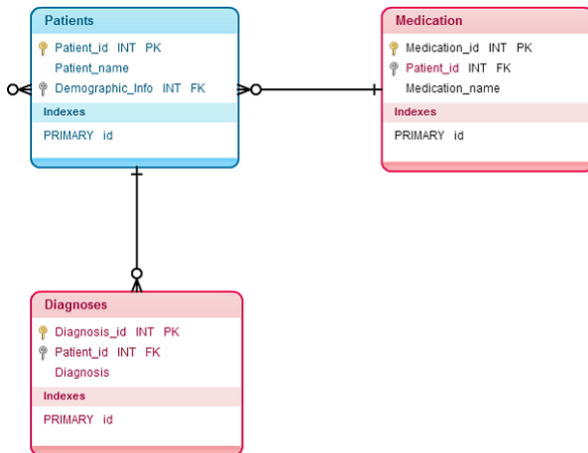 Patients
Patient_id INT PK
Patient_name
Demographic_Info INT FK
Indexes
PRIMARY id
Medication
Medication_id INT PK
Patient_id INT FK
Medication_name
PRIMARY id
Diagnoses
Diagnosis_id INT PK
Patient_id INT FK
Diagnosis
Indexes
PRIMARY id